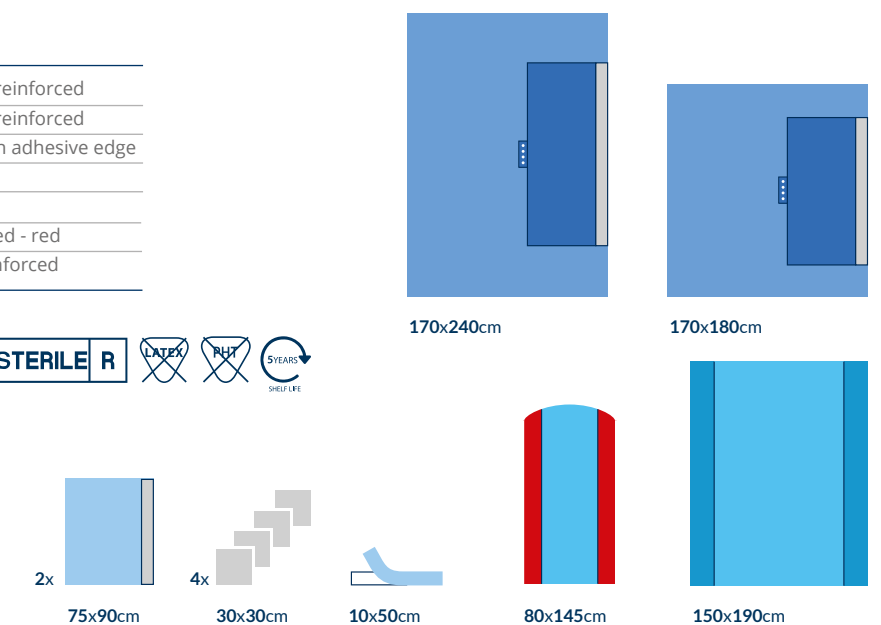 reinforced
reinforced
n adhesive edge
ed - red
nforced
STERILE R
LATEX
PHT
5YEARS
SHELF LIFE
170x240cm
170x180cm
2x
4x
75x90cm
30x30cm
10x50cm
80x145cm
150x190cm